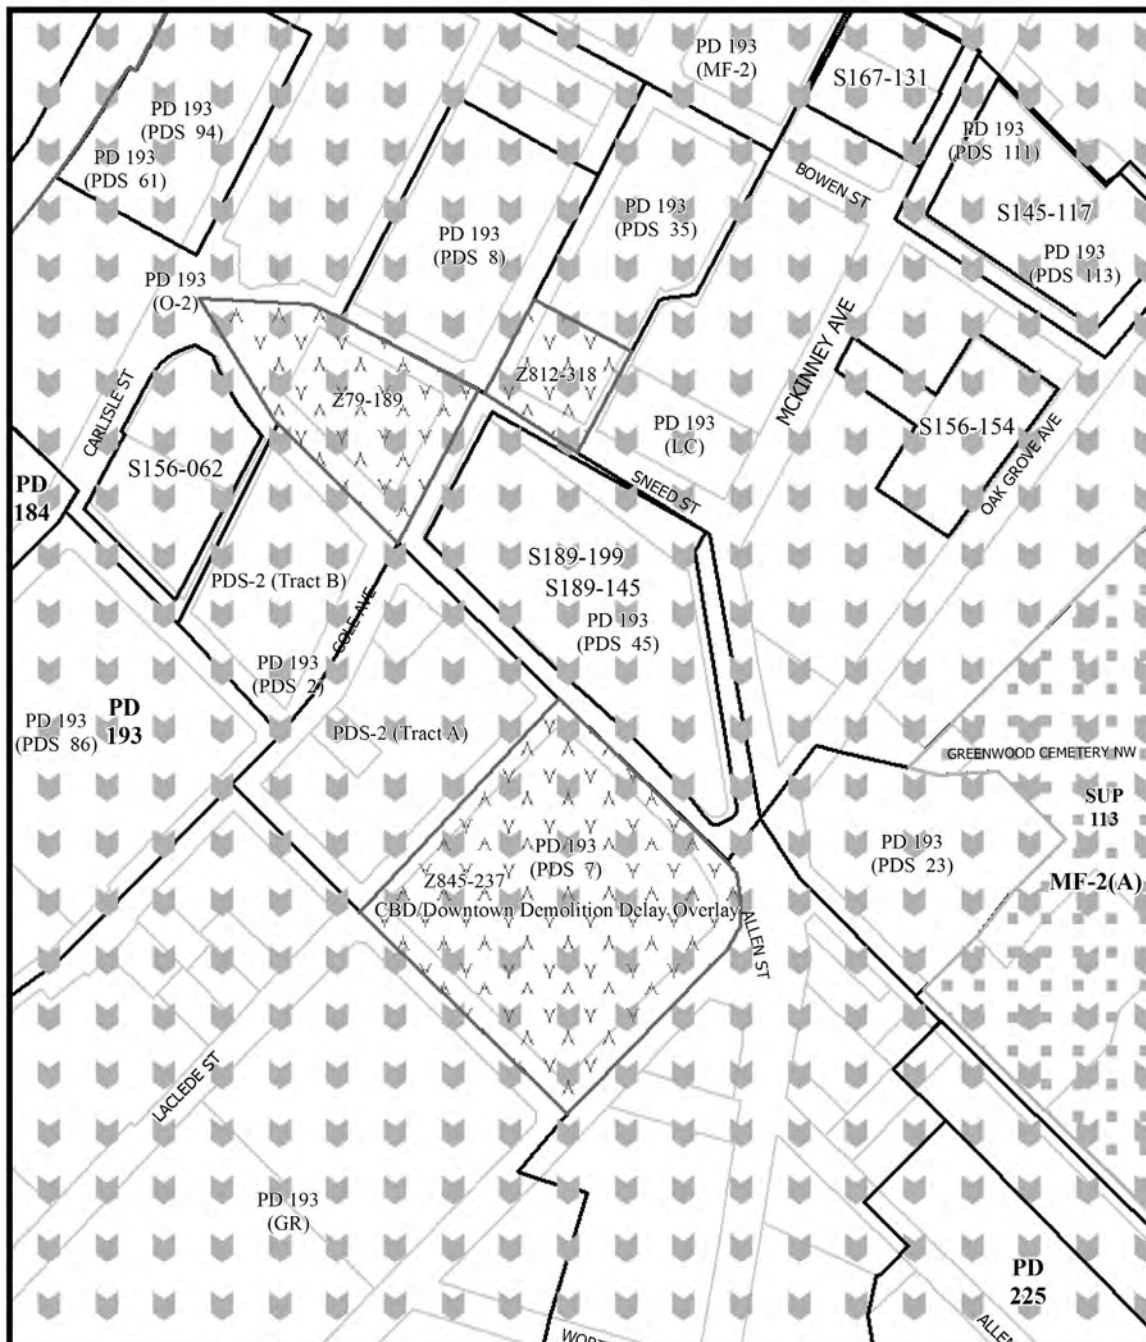 PD 193
(MF-2)
S167-131
PD 193
(PDS 94)
PD 193
(PDS 61)
PD 193
(PDS 111)
BOWEN ST
S145-117
PD 193
(PDS 35)
PD 193
(PDS 8)
PD 193
(PDS 113)
PD 193
(O-2)
MCKINNEY AVE
CARLISLE ST
Z812-318
Z79-189
PD 193
(LC)
S156-154
OAK GROVE AVE
S156-062
PD
184
SNEED ST
S189-199
S189-145
PD 193
(PDS 45)
PDS-2 (Tract B)
COLE AVE
PD 193
(PDS 2)
PD 193
(PDS 86)
PD
193
PDS-2 (Tract A)
GREENWOOD CEMETERY NW
SUP
113
PD 193
(PDS 7)
PD 193
(PDS 23)
MF-2(A)
Z845-237
CBD/Downtown Demolition Delay Overlay
ALLEN ST
LACLEDE ST
PD 193
(GR)
PD
225